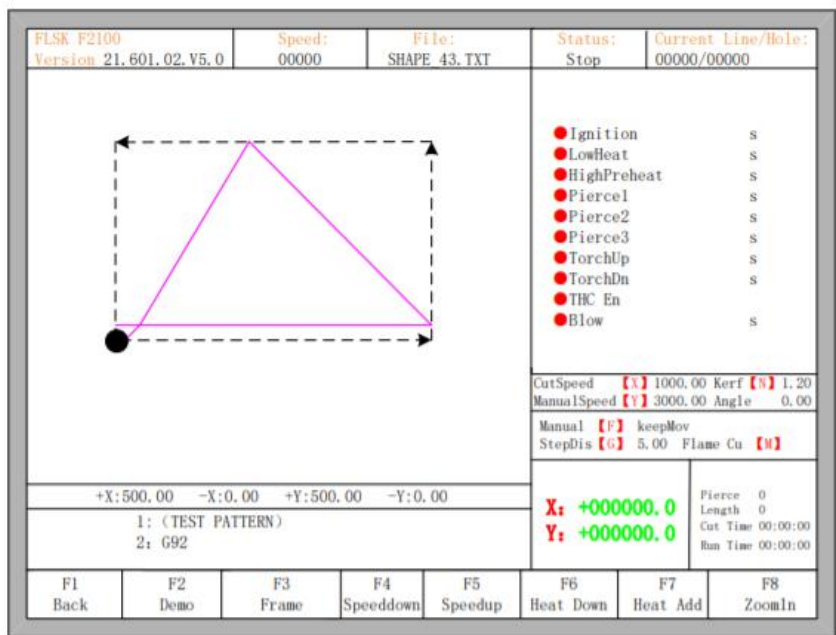 FLSK F2100
Version 21.601.02.V5.0
Speed:
00000
File:
SHAPE_43.TXT
Status:
Stop
Current Line/Hole:
00000/00000
Ignition s
LowHeat s
HighPreheat s
Pierce1 s
Pierce2 s
Pierce3 s
TorchUp s
TorchDn s
THC En
Blow s
CutSpeed 【X】 1000.00 Kerf 【N】 1.20
ManualSpeed 【Y】 3000.00 Angle 0.00
Manual 【F】 keepMov
StepDis 【G】 5.00 Flame Cu 【M】
+X:500.00 -X:0.00 +Y:500.00 -Y:0.00
1: (TEST PATTERN)
2: G92
X: +000000.0
Y: +000000.0
Pierce 0
Length 0
Cut Time 00:00:00
Run Time 00:00:00
F1
Back
F2
Demo
F3
Frame
F4
Speeddown
F5
Speedup
F6
Heat Down
F7
Heat Add
F8
ZoomIn